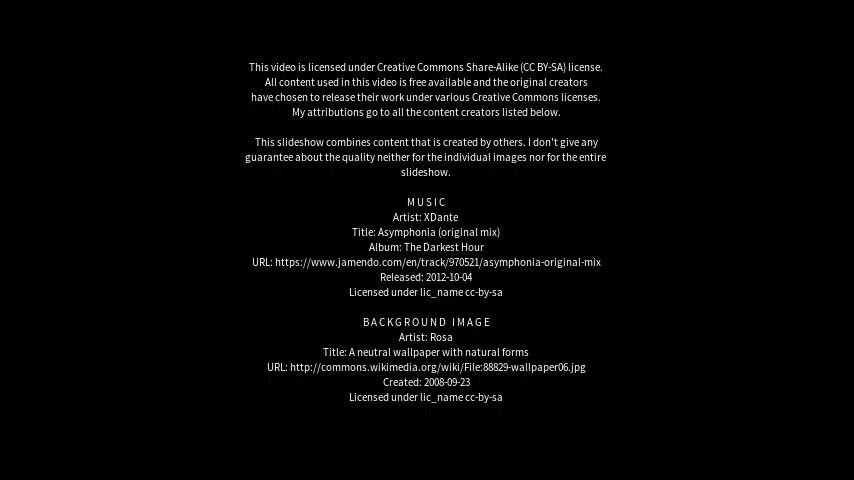 This video is licensed under Creative Commons Share-Alike (CC BY-SA) license.
All content used in this video is free available and the original creators
have chosen to release their work under various Creative Commons licenses.
My attributions go to all the content creators listed below.
This slideshow combines content that is created by others. I don't give any
guarantee about the quality neither for the individual images nor for the entire
slideshow.
MUSIC
Artist: XDante
Title: Asymphonia (original mix)
Album: The Darkest Hour
URL: https://www.jamendo.com/en/track/970521/asymphonia-original-mix
Released: 2012-10-04
Licensed under lic_name cc-by-sa
BACKGROUND IMAGE
Artist: Rosa
Title: A neutral wallpaper with natural forms
URL: http://commons.wikimedia.org/wiki/File:88829-wallpaper06.jpg
Created: 2008-09-23
Licensed under lic_name cc-by-sa